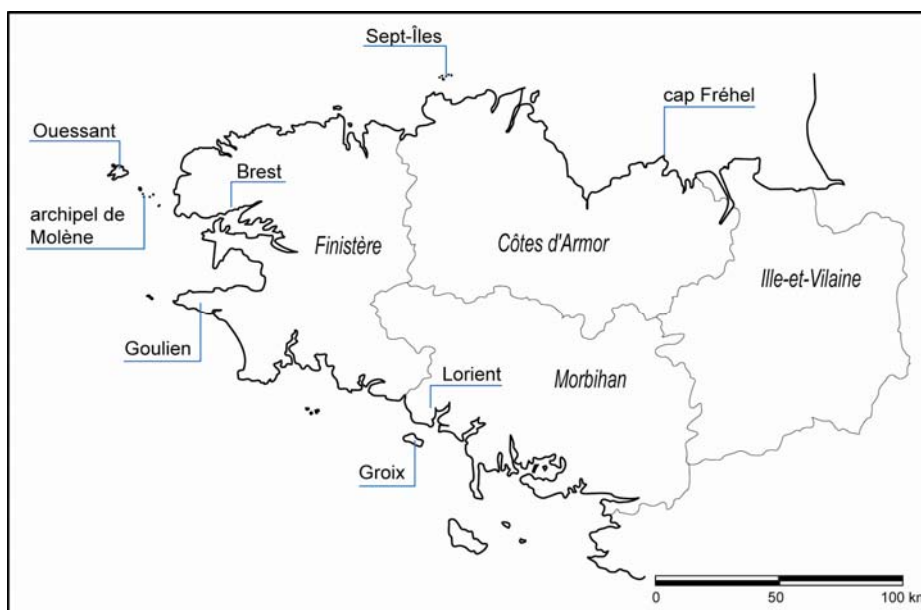 Sept-Îles
cap Fréhel
Ouessant
Brest
archipel de
Molène
Finistère
Côtes d'Armor
Ille-et-Vilaine
Goulien
Lorient
Morbihan
Groix
0 50 100 km